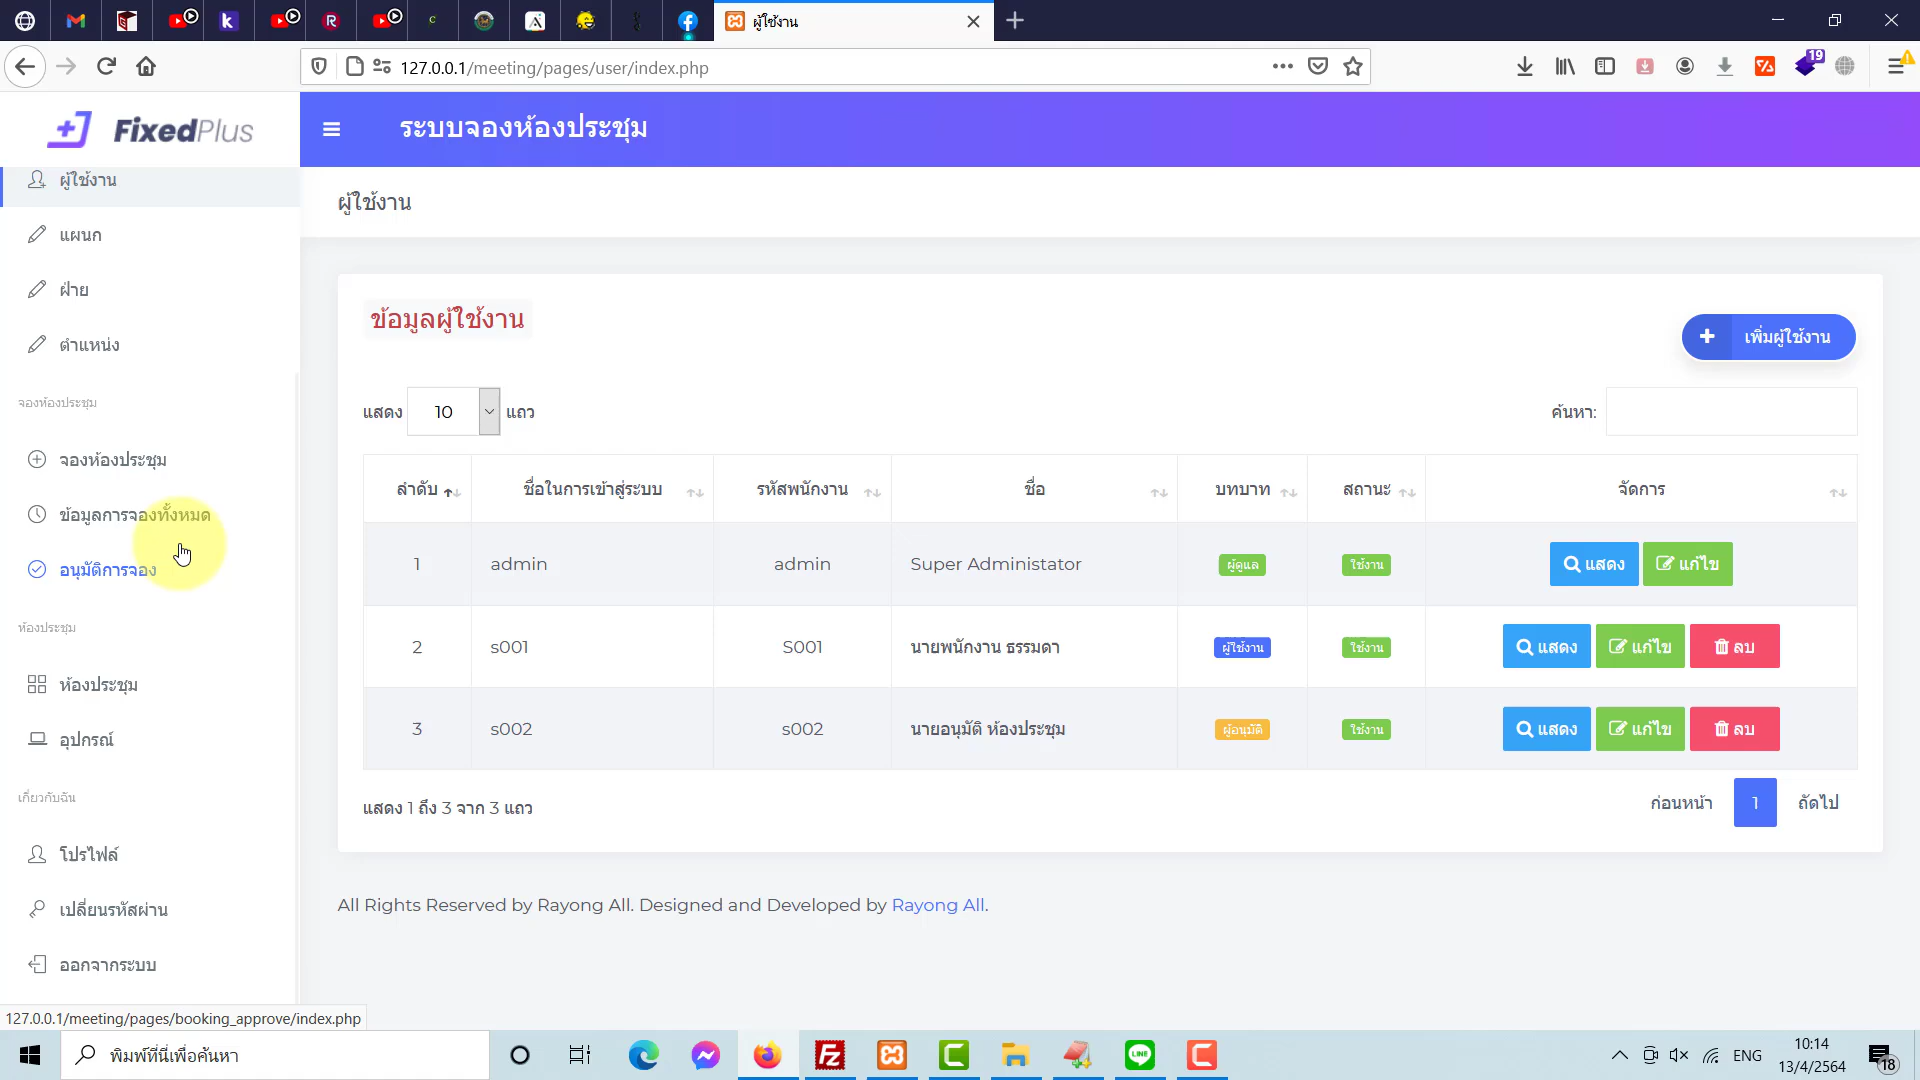 ผู้ใช้งาน
127.0.0.1/meeting/pages/user/index.php
19
FixedPlus
ระบบจองห้องประชุม
ผู้ใช้งาน
แผนก
ฝ่าย
ตำแหน่ง
จองห้องประชุม
จองห้องประชุม
ข้อมูลการจองทั้งหมด
อนุมัติการจอง
ห้องประชุม
ห้องประชุม
อุปกรณ์
เกี่ยวกับฉัน
โปรไฟล์
เปลี่ยนรหัสผ่าน
ออกจากระบบ
ผู้ใช้งาน
ข้อมูลผู้ใช้งาน
เพิ่มผู้ใช้งาน
แสดง 10 แถว
ค้นหา:
ลำดับ ชื่อในการเข้าสู่ระบบ รหัสพนักงาน ชื่อ บทบาท สถานะ จัดการ
1 admin admin Super Administator ผู้ดูแล ใช้งาน แสดง แก้ไข
2 s001 S001 นายพนักงาน ธรรมดา ผู้ใช้งาน ใช้งาน แสดง แก้ไข ลบ
3 s002 s002 นายอนุมัติ ห้องประชุม ผู้อนุมัติ ใช้งาน แสดง แก้ไข ลบ
แสดง 1 ถึง 3 จาก 3 แถว
ก่อนหน้า 1 ถัดไป
All Rights Reserved by Rayong All. Designed and Developed by Rayong All.
127.0.0.1/meeting/pages/booking_approve/index.php
พิมพ์ที่นี่เพื่อค้นหา
LINE
ENG
10:14
13/4/2564
18